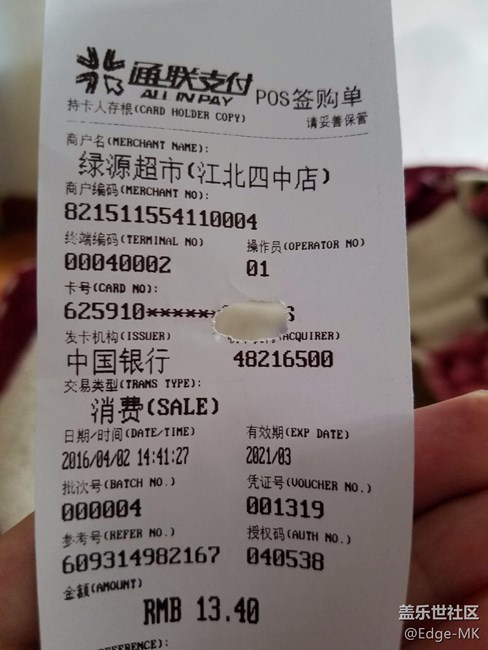 通联支付
ALL IN PAY
POS签购单
持卡人存根(CARD HOLDER COPY)
请妥善保管
商户名(MERCHANT NAME):
绿源超市(江北四中店)
商户编码(MERCHANT NO):
821511554110004
终端编码(TERMINAL NO) 操作员(OPERATOR NO)
00040002 01
卡号(CARD NO):
625910****** S
发卡机构(ISSUER) ACQUIRER)
中国银行 48216500
交易类型(TRANS TYPE):
消费(SALE)
日期/时间(DATE/TIME) 有效期(EXP DATE)
2016/04/02 14:41:27 2021/03
批次号(BATCH NO.) 凭证号(VOUCHER NO.)
000004 001319
参考号(REFER NO.) 授权码(AUTH NO.)
609314982167 040538
金额(AMOUNT)
RMB 13.40
REFERENCE):
盖乐世社区
@Edge-MK